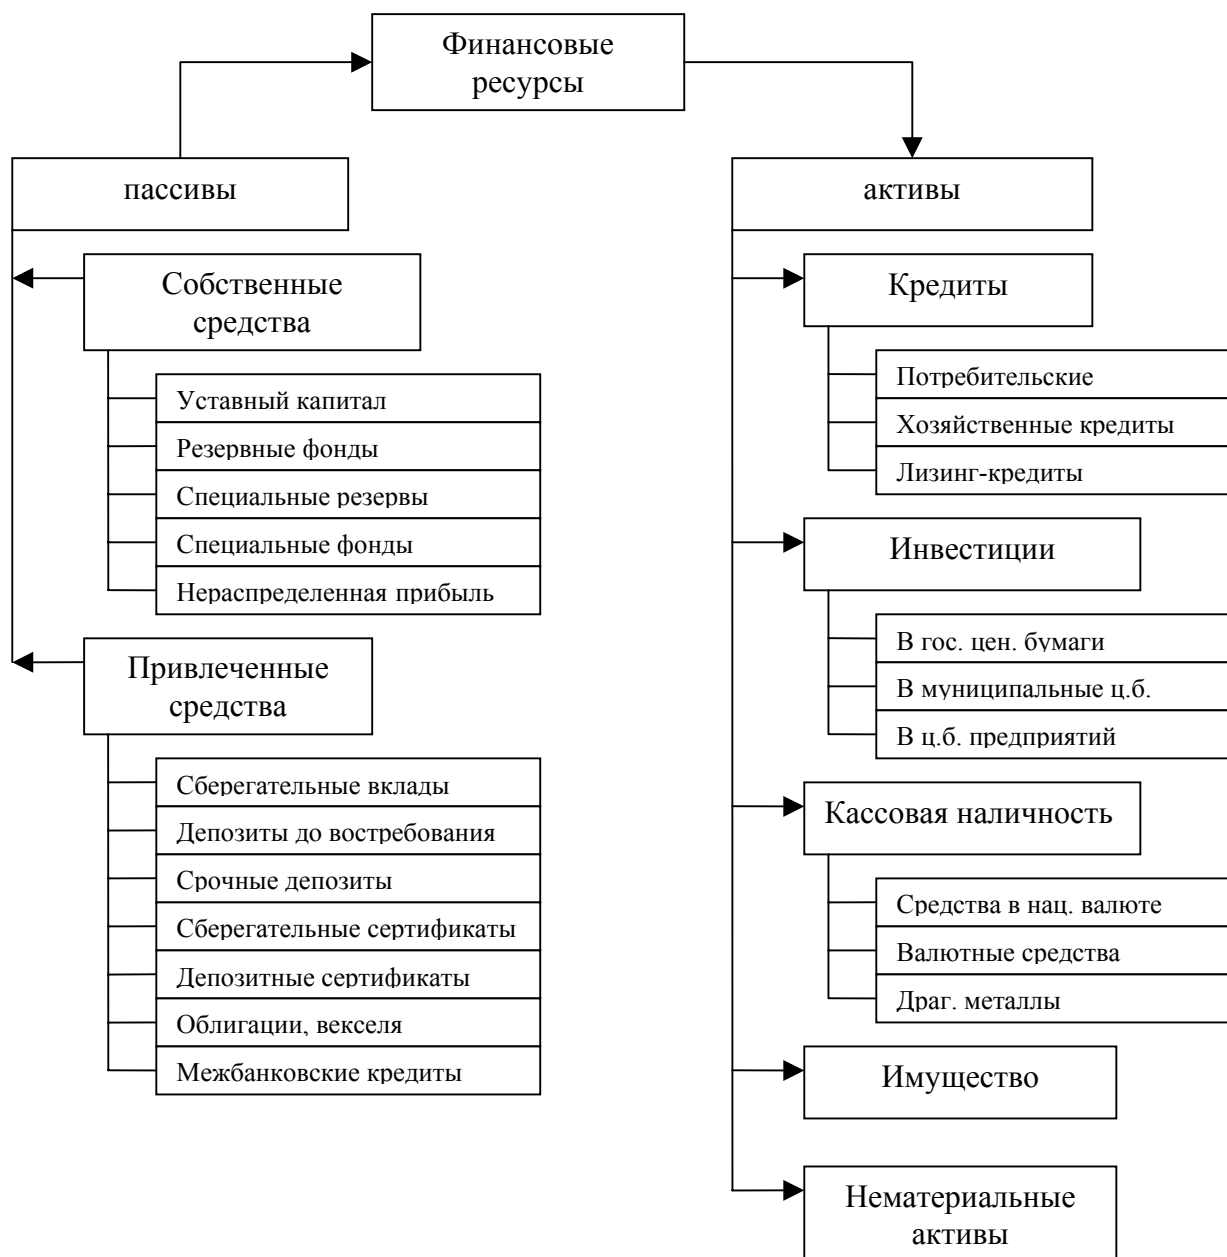 Финансовые
ресурсы
пассивы
активы
Собственные
средства
Уставный капитал
Резервные фонды
Специальные резервы
Специальные фонды
Нераспределенная прибыль
Привлеченные
средства
Сберегательные вклады
Депозиты до востребования
Срочные депозиты
Сберегательные сертификаты
Депозитные сертификаты
Облигации, векселя
Межбанковские кредиты
Кредиты
Потребительские
Хозяйственные кредиты
Лизинг-кредиты
Инвестиции
В гос. цен. бумаги
В муниципальные ц.б.
В ц.б. предприятий
Кассовая наличность
Средства в нац. валюте
Валютные средства
Драг. металлы
Имущество
Нематериальные
активы